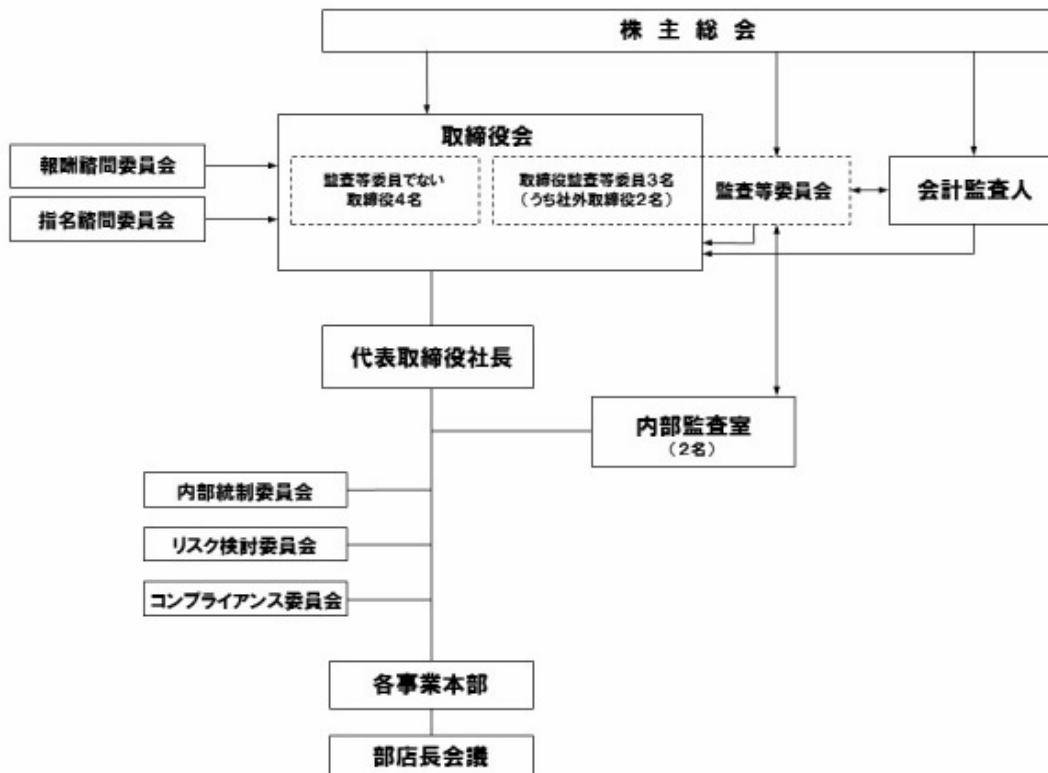 株主総会
取締役会
報酬諮問委員会
指名諮問委員会
監査等委員でない
取締役4名
取締役監査等委員3名
(うち社外取締役2名)
監査等委員会
会計監査人
代表取締役社長
内部監査室
(2名)
内部統制委員会
リスク検討委員会
コンプライアンス委員会
各事業本部
部店長会議